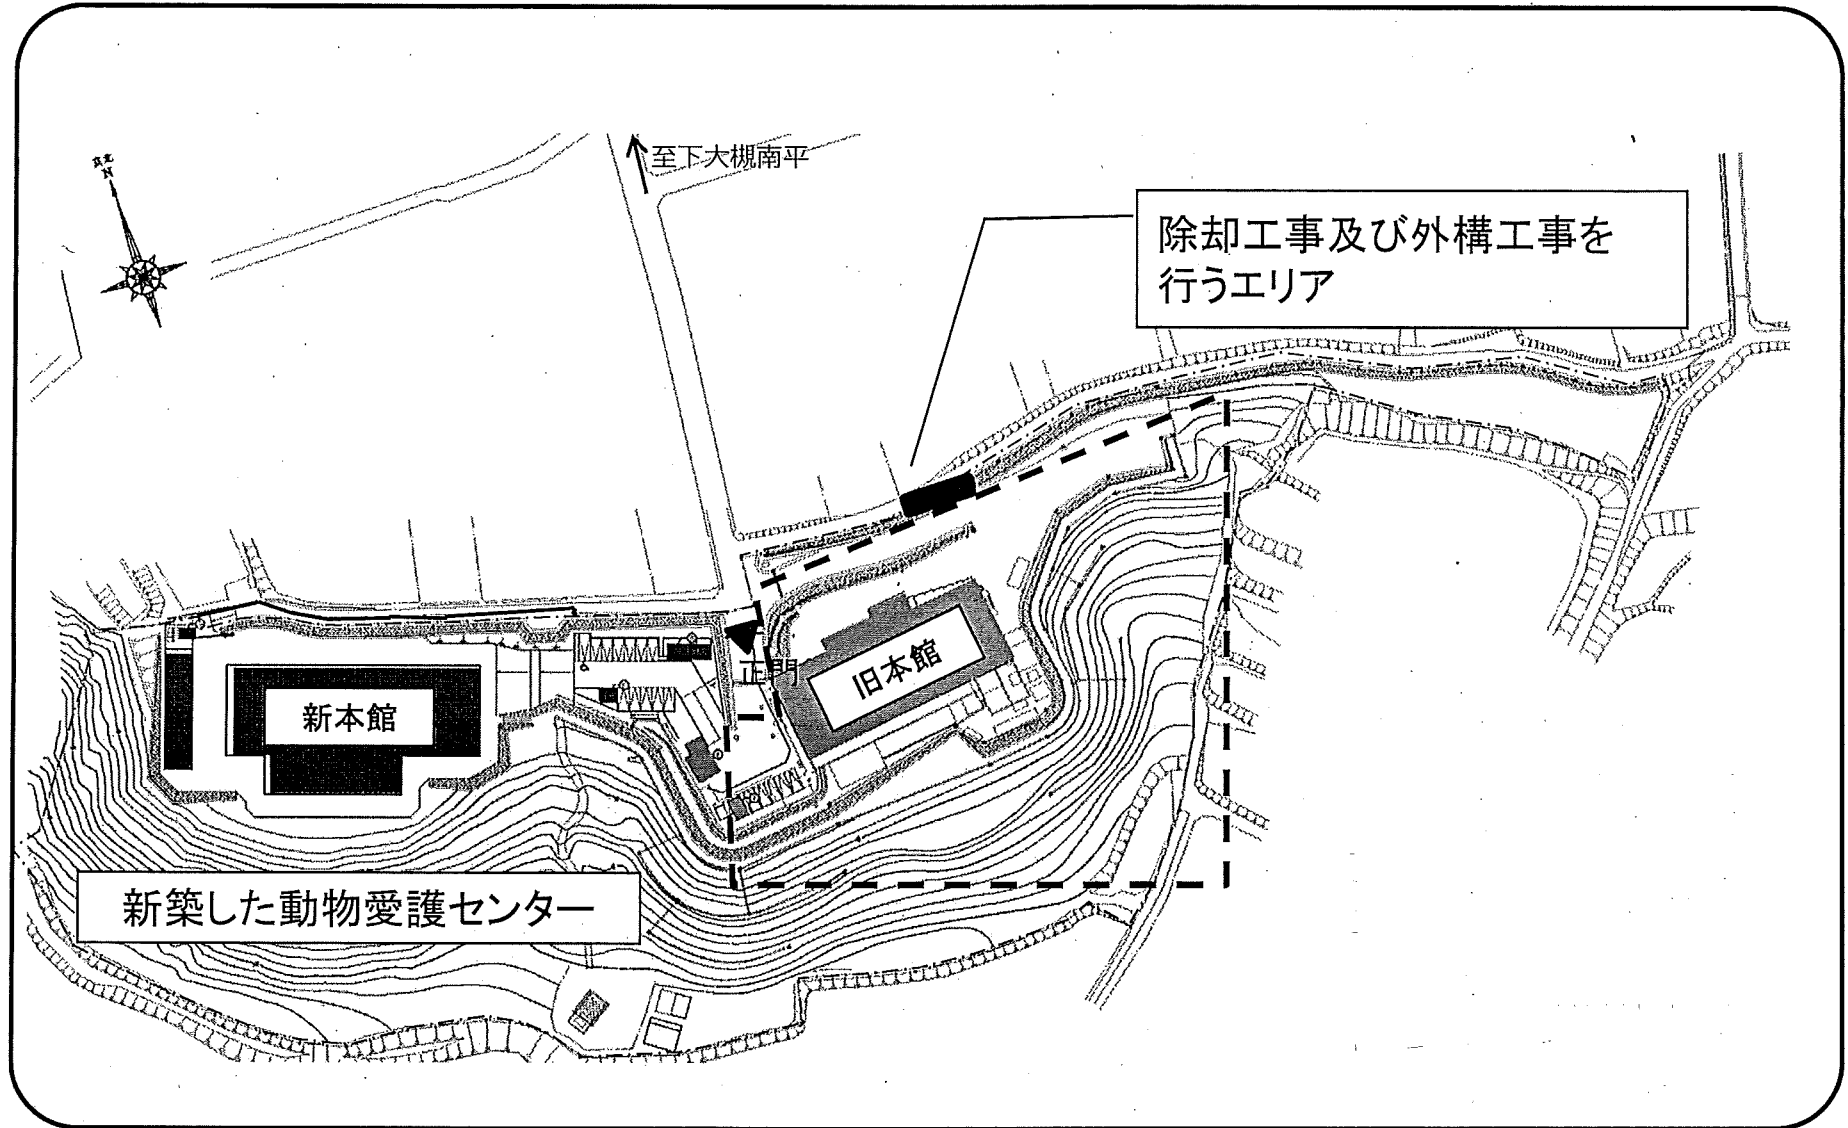 真北
N
至下大槻南平
除却工事及び外構工事を
行うエリア
正門
旧本館
新本館
新築した動物愛護センター